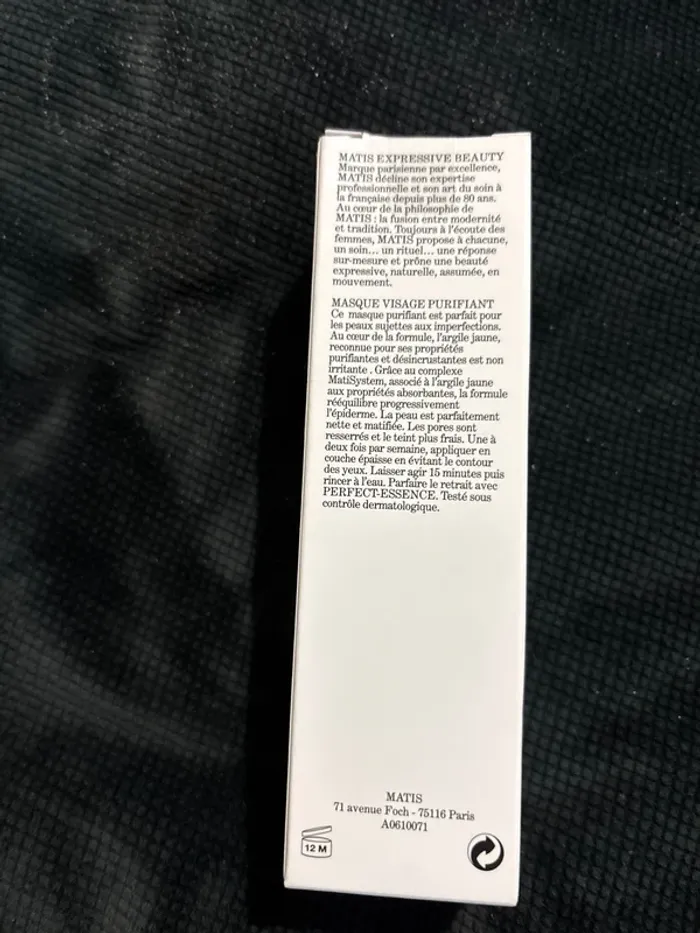 MATIS EXPRESSIVE BEAUTY
Marque parisienne par excellence,
MATIS décline son expertise
professionnelle et son art du soin à
la française depuis plus de 80 ans.
Au cœur de la philosophie de
MATIS : la fusion entre modernité
et tradition. Toujours à l'écoute des
femmes, MATIS propose à chacune,
un soin... un rituel... une réponse
sur-mesure et prône une beauté
expressive, naturelle, assumée, en
mouvement.
MASQUE VISAGE PURIFIANT
Ce masque purifiant est parfait pour
les peaux sujettes aux imperfections.
Au cœur de la formule, l'argile jaune,
reconnue pour ses propriétés
purifiantes et désincrustantes est non
irritante . Grâce au complexe
MatiSystem, associé à l'argile jaune
aux propriétés absorbantes, la formule
rééquilibre progressivement
l'épiderme. La peau est parfaitement
nette et matifiée. Les pores sont
resserrés et le teint plus frais. Une à
deux fois par semaine, appliquer en
couche épaisse en évitant le contour
des yeux. Laisser agir 15 minutes puis
rincer à l'eau. Parfaire le retrait avec
PERFECT-ESSENCE. Testé sous
contrôle dermatologique.
MATIS
71 avenue Foch - 75116 Paris
A0610071
12 M